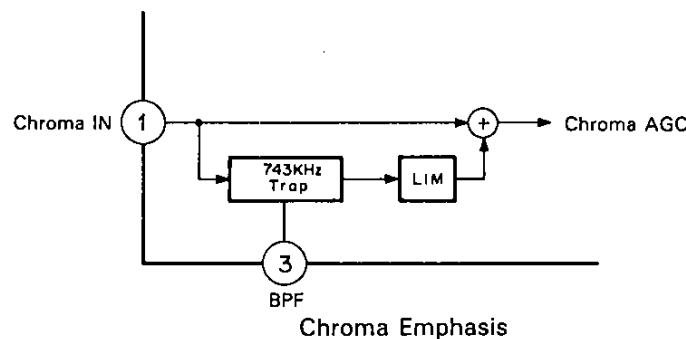 Chroma IN
1
+
Chroma AGC
743KHz
Trap
LIM
3
BPF
Chroma Emphasis